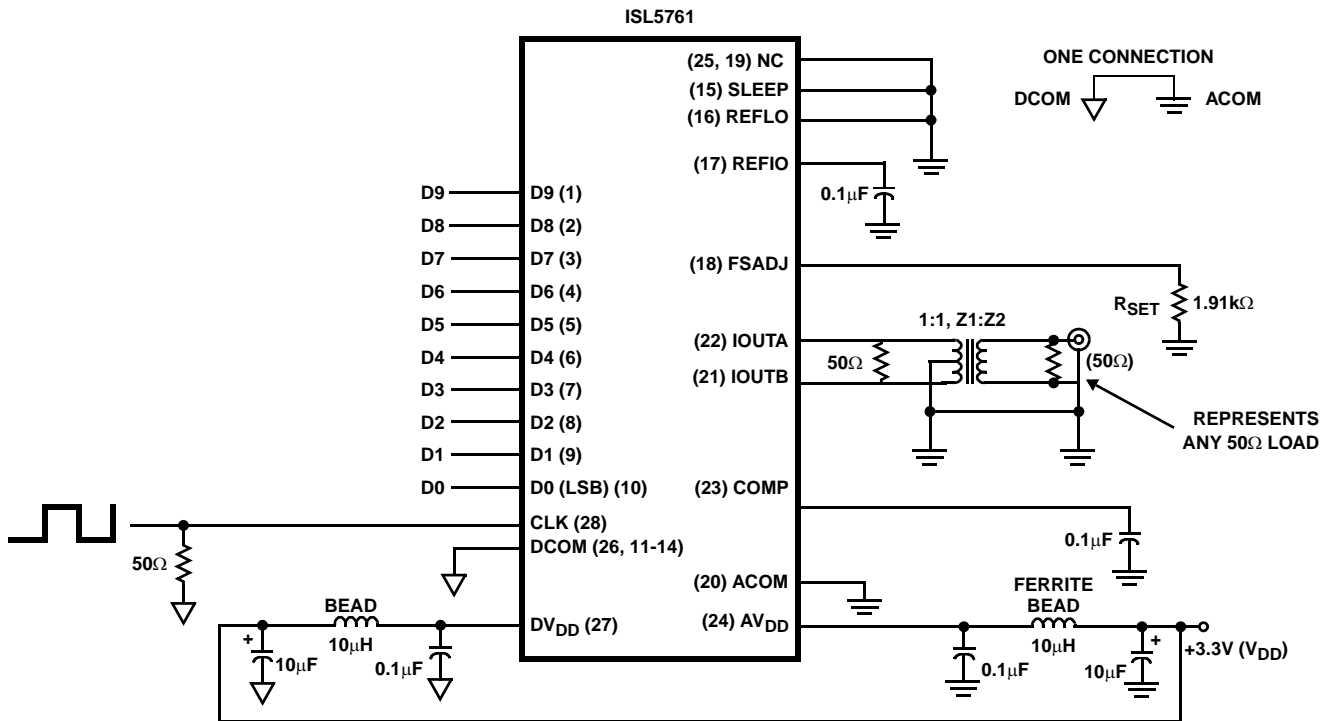 ISL5761
(25, 19) NC
(15) SLEEP
(16) REFLO
(17) REFIO
0.1μF
ONE CONNECTION
DCOM
ACOM
D9
D9 (1)
D8
D8 (2)
D7
D7 (3)
D6
D6 (4)
D5
D5 (5)
D4
D4 (6)
D3
D3 (7)
D2
D2 (8)
D1
D1 (9)
D0
D0 (LSB) (10)
CLK (28)
50Ω
DCOM (26, 11-14)
BEAD
+
10μF
10μH
0.1μF
DVDD (27)
(18) FSADJ
RSET
1.91kΩ
1:1, Z1:Z2
(22) IOUTA
50Ω
(21) IOUTB
(50Ω)
REPRESENTS
ANY 50Ω LOAD
(23) COMP
0.1μF
(20) ACOM
FERRITE
BEAD
(24) AVDD
10μH
0.1μF
10μF
+
+3.3V (VDD)